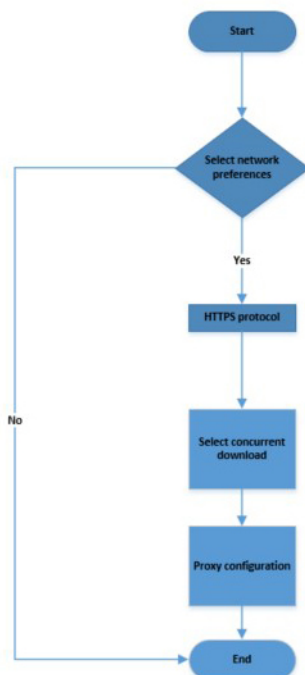 Start
Select network
preferences
Yes
HTTPS protocol
No
Select concurrent
download
Proxy configuration
End